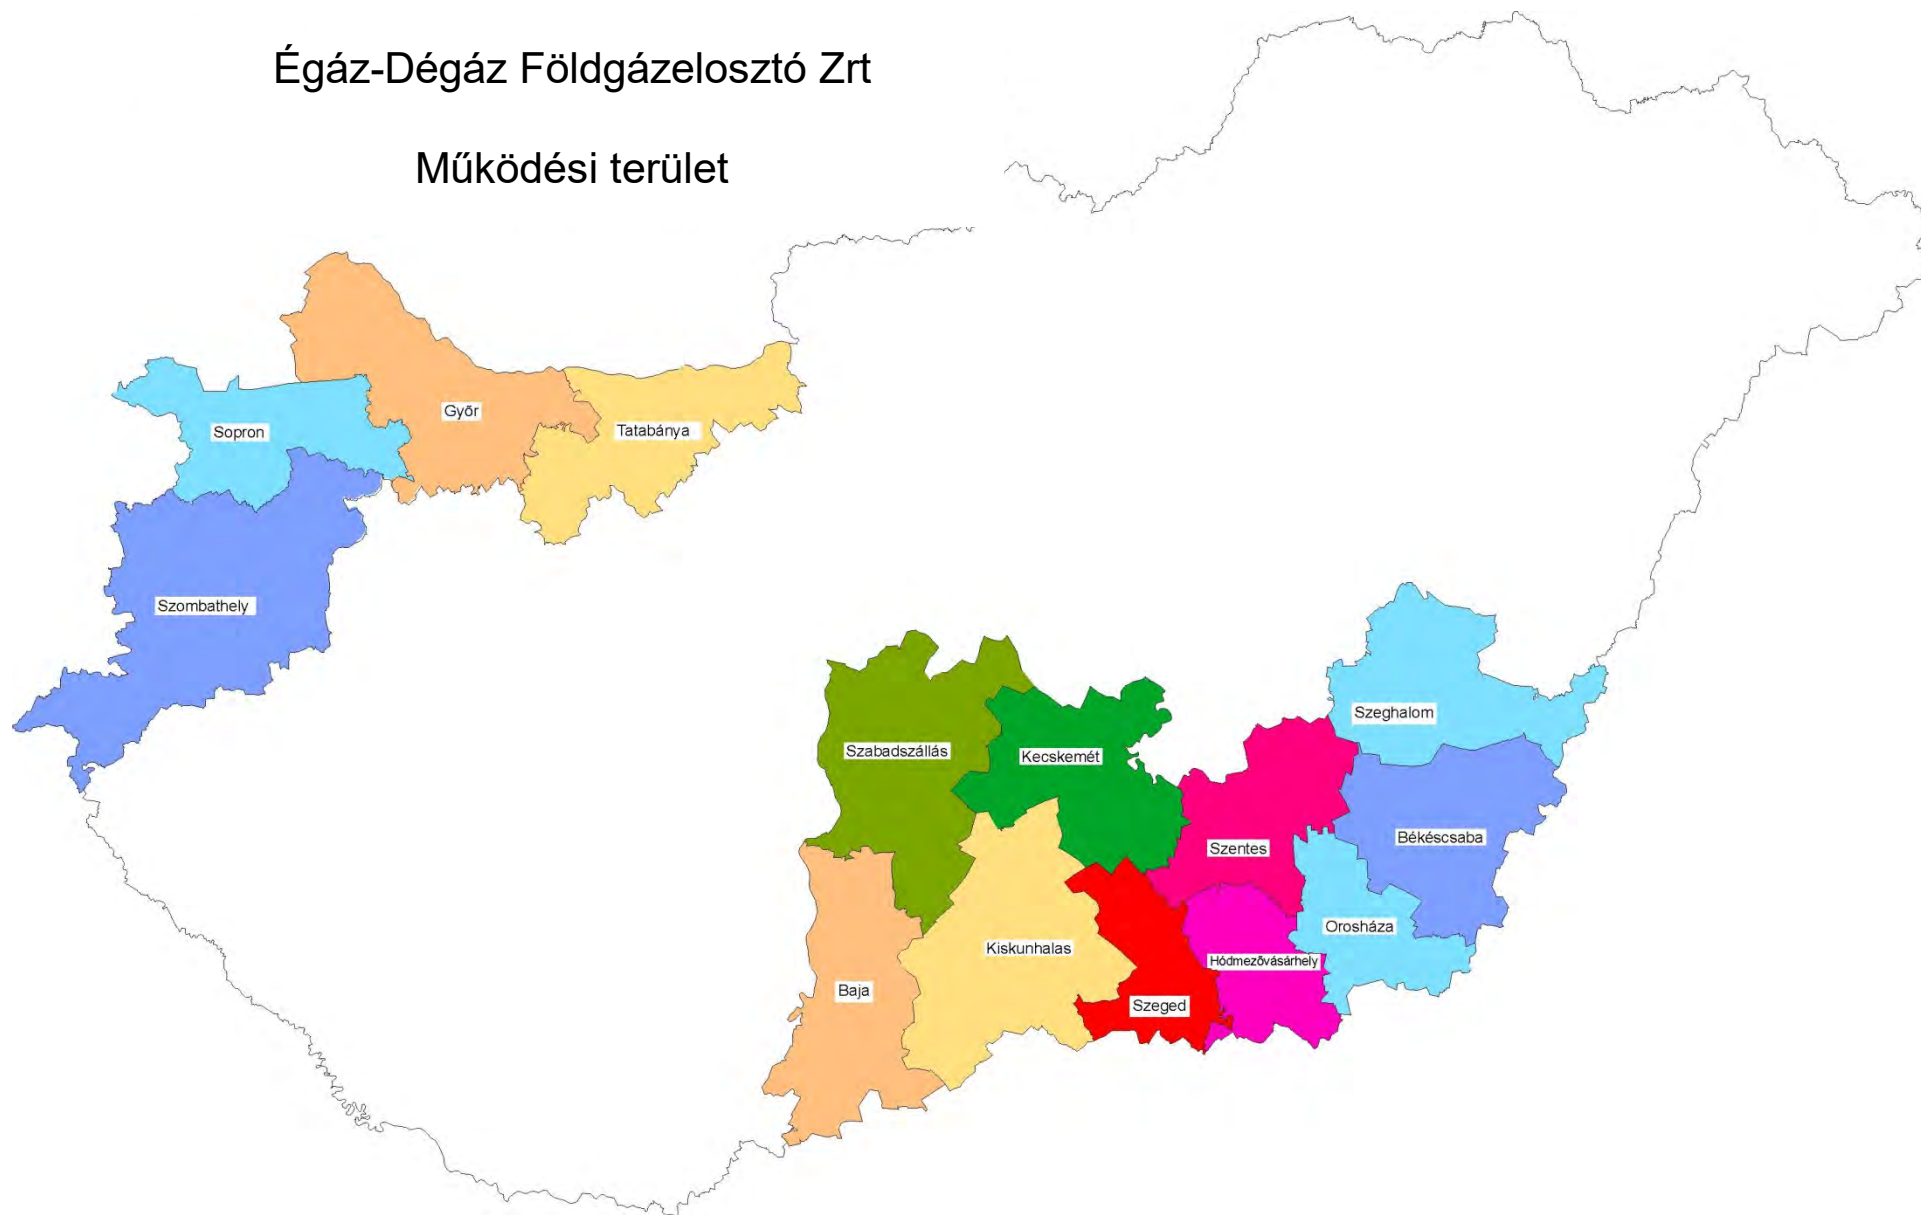 Égáz-Dégáz Földgázelosztó Zrt
Működési terület
Győr
Sopron
Tatabánya
Szombathely
Szeghalom
Szabadszállás
Kecskemét
Békéscsaba
Szentes
Orosháza
Kiskunhalas
Hódmezővásárhely
Baja
Szeged